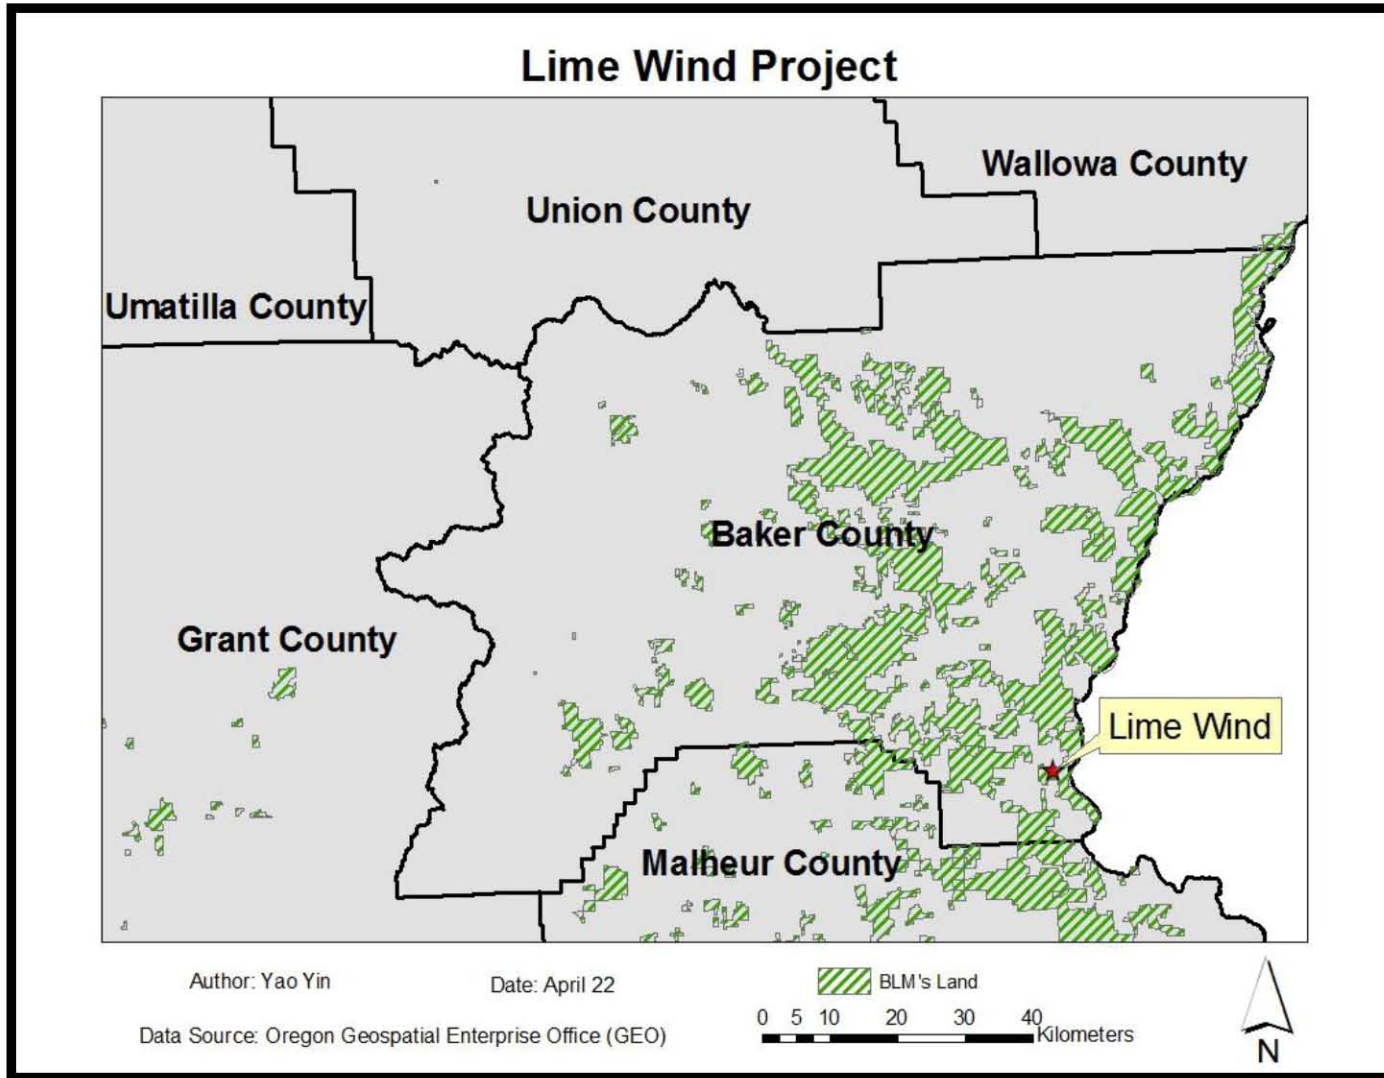 Lime Wind Project
Wallowa County
Union County
Umatilla County
Baker County
Grant County
Lime Wind
Malheur County
Author: Yao Yin
Date: April 22
BLM's Land
Data Source: Oregon Geospatial Enterprise Office (GEO)
0 5 10 20 30 40
Kilometers
N